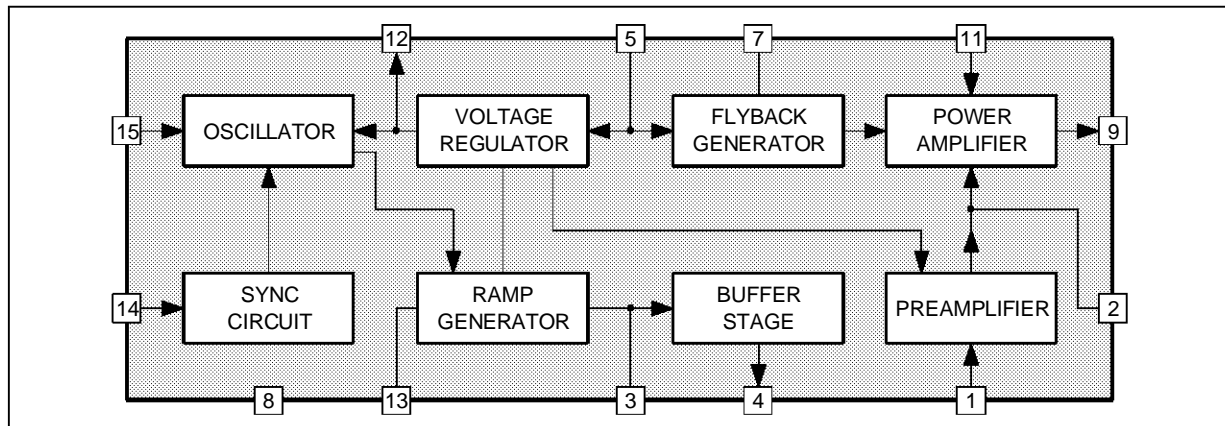 12 5 7 11
15 OSCILLATOR VOLTAGE REGULATOR FLYBACK GENERATOR POWER AMPLIFIER 9
14 SYNC CIRCUIT RAMP GENERATOR BUFFER STAGE PREAMPLIFIER 2
8 13 3 4 1